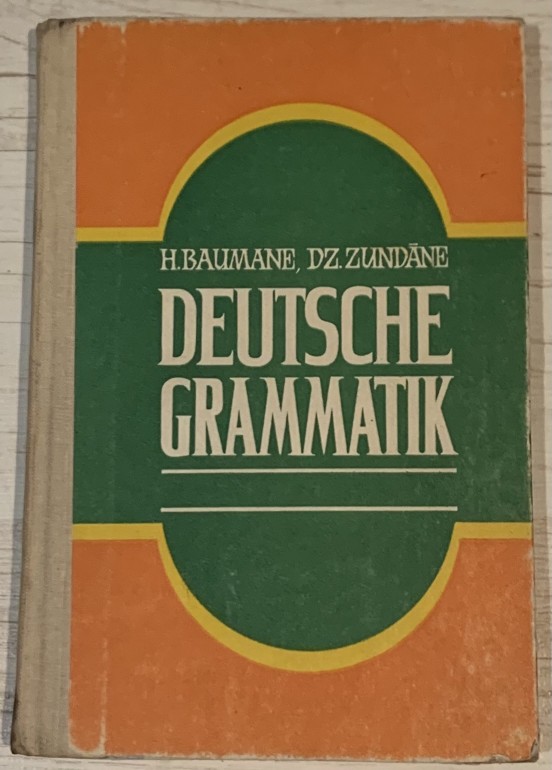 H. BAUMANE, DZ. ZUNDĀNE
DEUTSCHE
GRAMMATIK